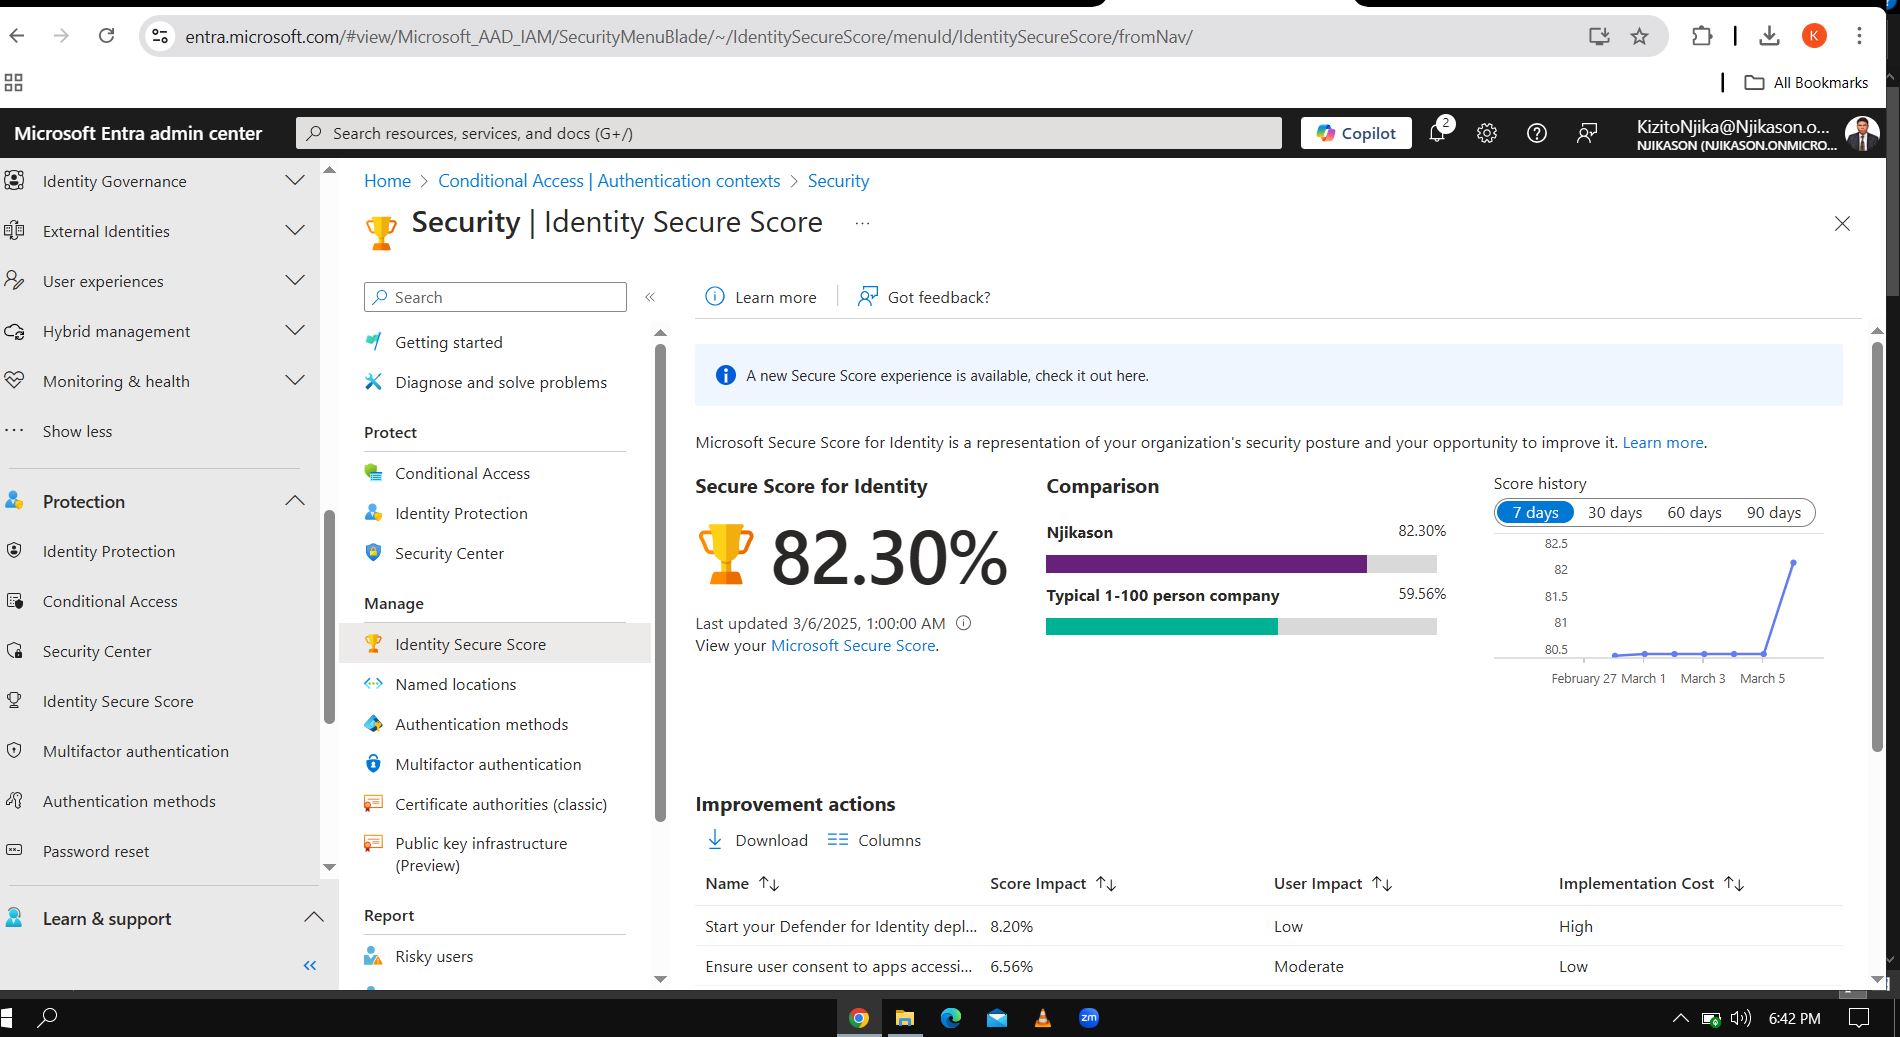 entra.microsoft.com/#view/Microsoft_AAD_IAM/SecurityMenuBlade/~/IdentitySecureScore/menuId/IdentitySecureScore/fromNav/
K
All Bookmarks
Microsoft Entra admin center
Search resources, services, and docs (G+/)
Copilot
2
KizitoNjika@Njikason.o...
NJIKASON (NJIKASON.ONMICRO...
Identity Governance
External Identities
User experiences
Hybrid management
Monitoring & health
Show less
Protection
Identity Protection
Conditional Access
Security Center
Identity Secure Score
Multifactor authentication
Authentication methods
Password reset
Learn & support
Home > Conditional Access | Authentication contexts > Security
Security | Identity Secure Score
Search
Getting started
Diagnose and solve problems
Protect
Conditional Access
Identity Protection
Security Center
Manage
Identity Secure Score
Named locations
Authentication methods
Multifactor authentication
Certificate authorities (classic)
Public key infrastructure
(Preview)
Report
Risky users
Learn more
Got feedback?
A new Secure Score experience is available, check it out here.
Microsoft Secure Score for Identity is a representation of your organization's security posture and your opportunity to improve it. Learn more.
Secure Score for Identity
82.30%
Last updated 3/6/2025, 1:00:00 AM
View your Microsoft Secure Score.
Comparison
Njikason 82.30%
Typical 1-100 person company 59.56%
Score history
7 days 30 days 60 days 90 days
82.5
82
81.5
81
80.5
February 27 March 1 March 3 March 5
Improvement actions
Download Columns
Name Score Impact User Impact Implementation Cost
Start your Defender for Identity depl... 8.20% Low High
Ensure user consent to apps accessi... 6.56% Moderate Low
zm
6:42 PM